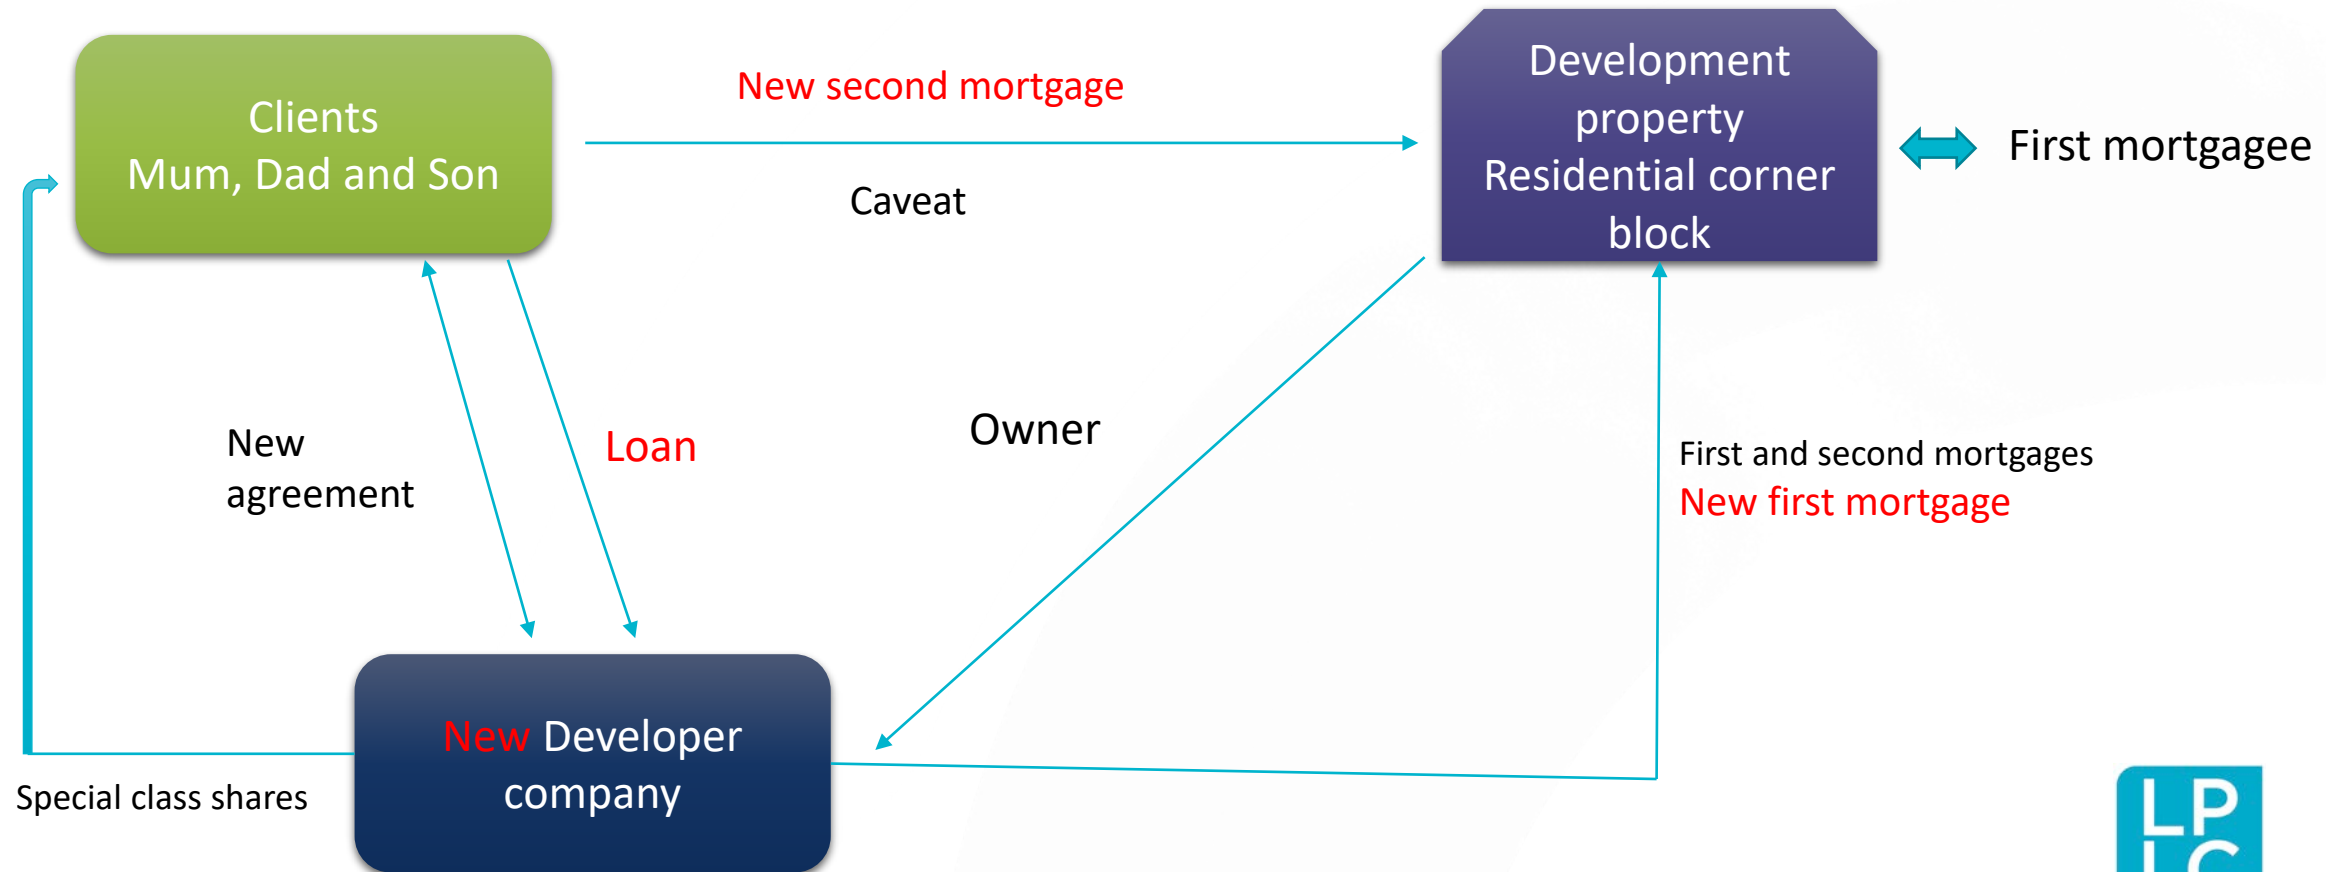 Clients
Mum, Dad and Son
New second mortgage
Caveat
Development
property
Residential corner
block
First mortgagee
New
agreement
Loan
Owner
First and second mortgages
New first mortgage
New Developer
company
Special class shares
LP
LC